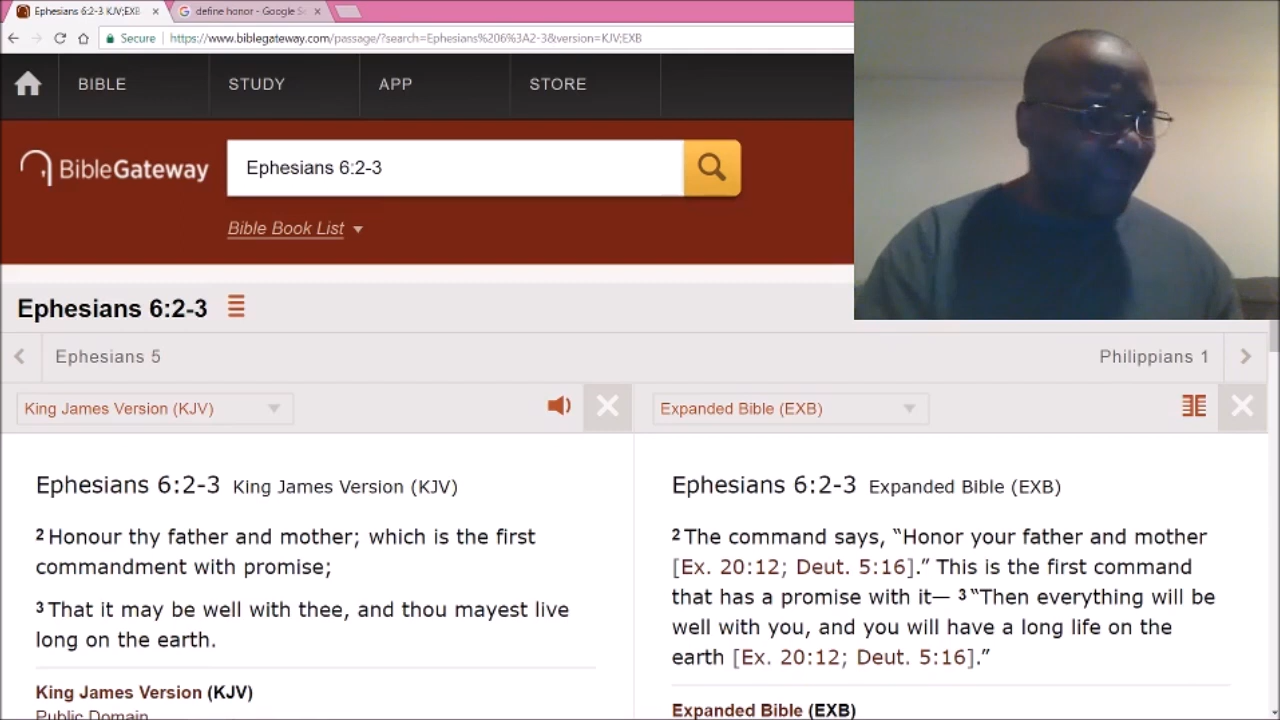 Ephesians 6:2-3 KJV;EXB
define honor - Google S
Secure https://www.biblegateway.com/passage/?search=Ephesians%206%3A2-3&version=KJV;EXB
BIBLE STUDY APP STORE
BibleGateway
Ephesians 6:2-3
Bible Book List
Ephesians 6:2-3
Ephesians 5
Philippians 1
King James Version (KJV)
Expanded Bible (EXB)
Ephesians 6:2-3 King James Version (KJV)
2 Honour thy father and mother; which is the first
commandment with promise;
3 That it may be well with thee, and thou mayest live
long on the earth.
King James Version (KJV)
Public Domain
Ephesians 6:2-3 Expanded Bible (EXB)
2 The command says, “Honor your father and mother
[Ex. 20:12; Deut. 5:16].” This is the first command
that has a promise with it— 3 “Then everything will be
well with you, and you will have a long life on the
earth [Ex. 20:12; Deut. 5:16].”
Expanded Bible (EXB)